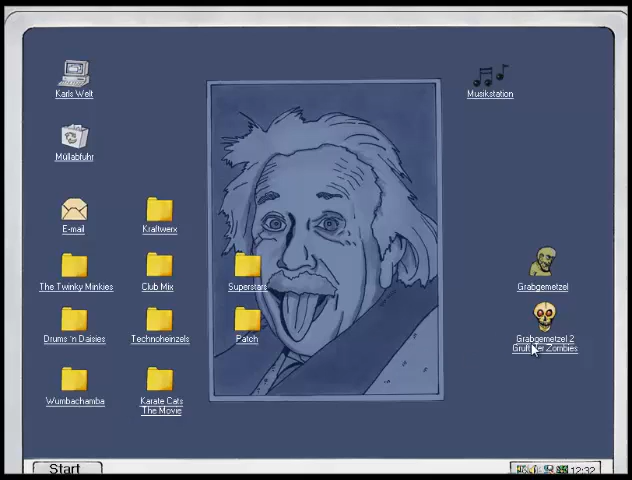 Karls Welt
Musikstation
Müllabfuhr
E-mail
Kraftwerx
The Twinky Minkies
Club Mix
Superstars
Grabgemetzel
Drums 'n Daisies
Technoheinzels
Patch
Grabgemetzel 2
Gruft der Zombies
Wumbachamba
Karate Cats
The Movie
Start
12:32